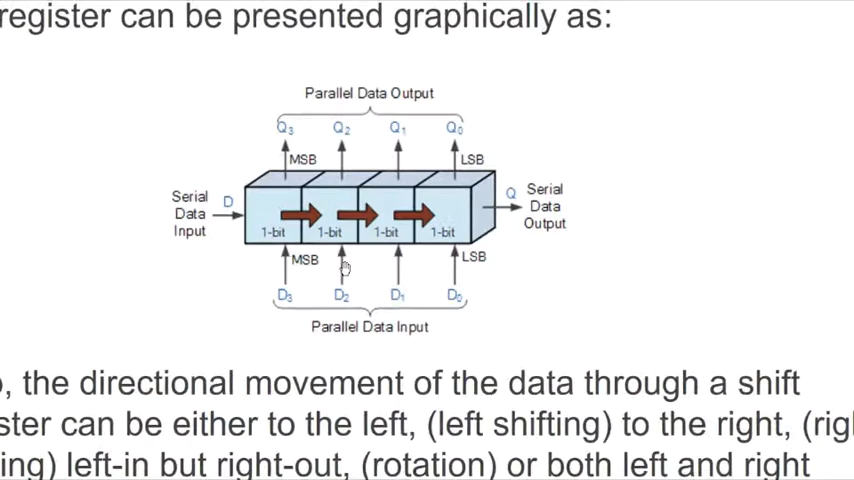 register can be presented graphically as:
Parallel Data Output
Q3 Q2 Q1 Q0
MSB LSB
Serial Data Input D
1-bit 1-bit 1-bit 1-bit
Q Serial Data Output
MSB LSB
D3 D2 D1 D0
Parallel Data Input
, the directional movement of the data through a shift
ster can be either to the left, (left shifting) to the right, (rig
ing) left-in but right-out, (rotation) or both left and right